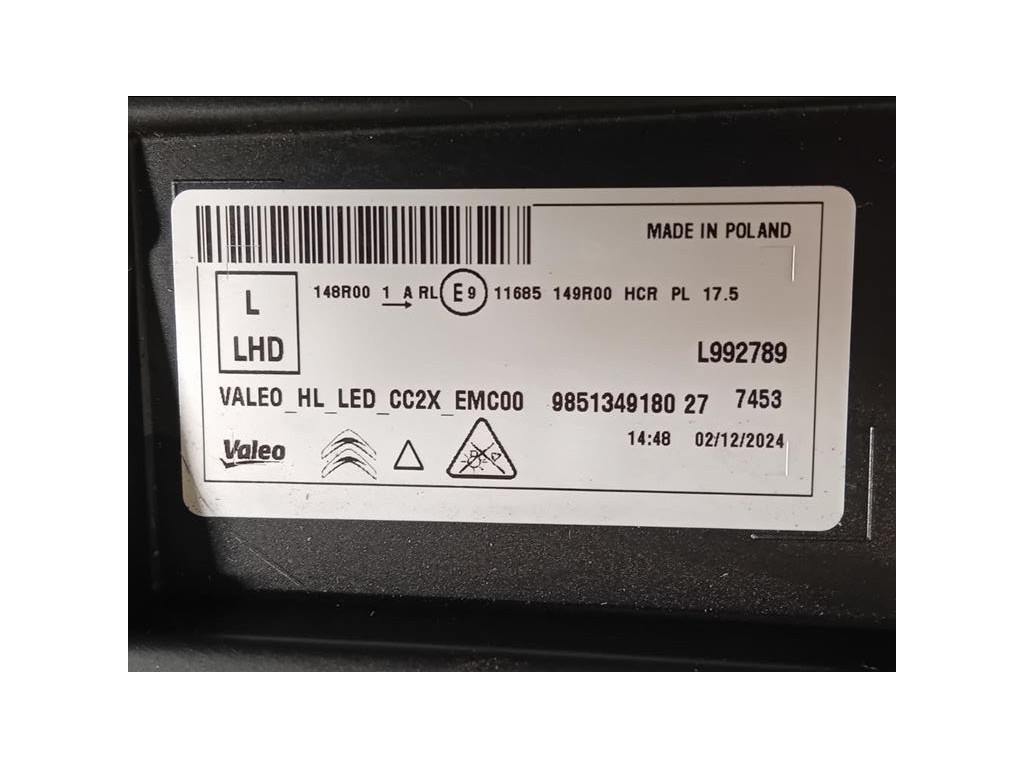 MADE IN POLAND
L
LHD
148R00 1 A RL E9 11685 149R00 HCR PL 17.5
L992789
VALEO_HL_LED_CC2X_EMC00 9851349180 27 7453
14:48 02/12/2024
Valeo